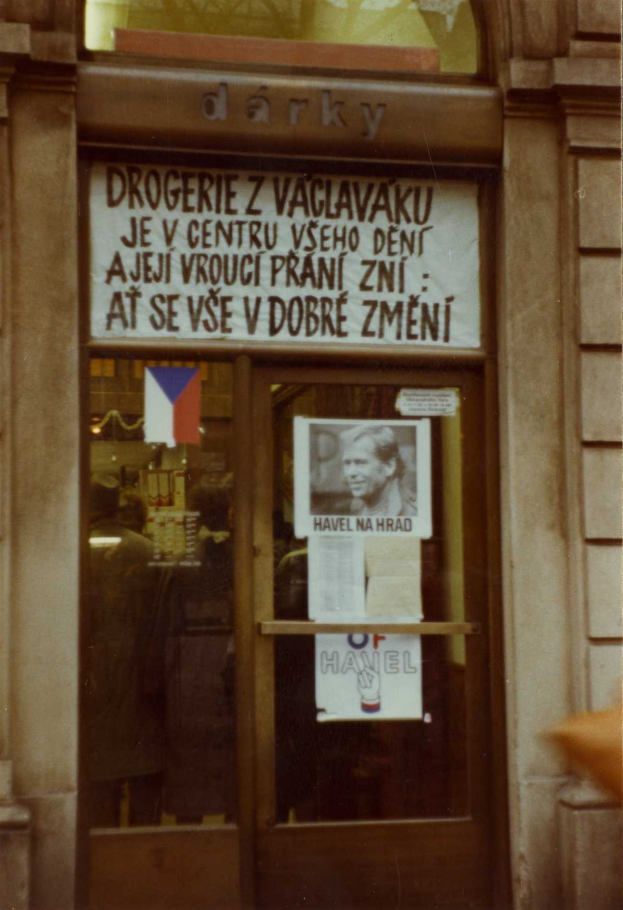 dárky
DROGERIE Z VÁCLAVÁKU
JE V CENTRU VŠEHO DĚNÍ
A JEJÍ VROUCÍ PŘÁNÍ ZNÍ :
AŤ SE VŠE V DOBRÉ ZMĚNÍ
HAVEL NA HRAD
OF
HAVEL